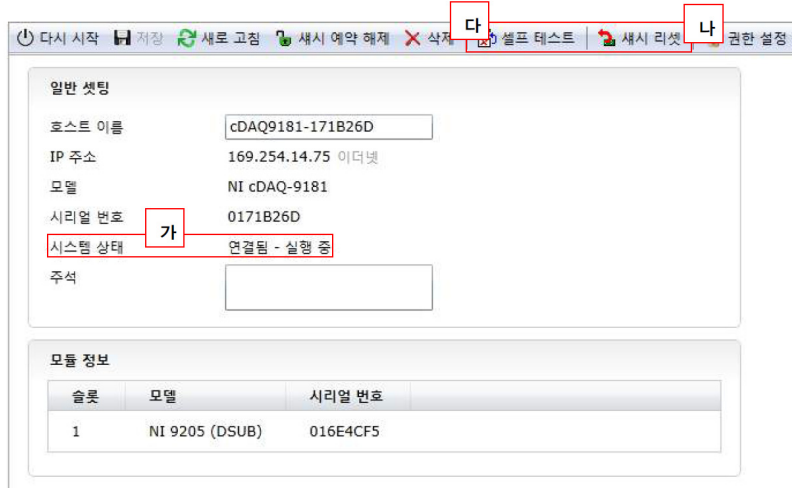 다시 시작 저장 새로 고침 섀시 예약 해제 삭제 셀프 테스트 섀시 리셋 권한 설정
다
나
일반 셋팅
호스트 이름 cDAQ9181-171B26D
IP 주소 169.254.14.75 이더넷
모델 NI cDAQ-9181
시리얼 번호 0171B26D
가
시스템 상태 연결됨 - 실행 중
주석
모듈 정보
슬롯 모델 시리얼 번호
1 NI 9205 (DSUB) 016E4CF5